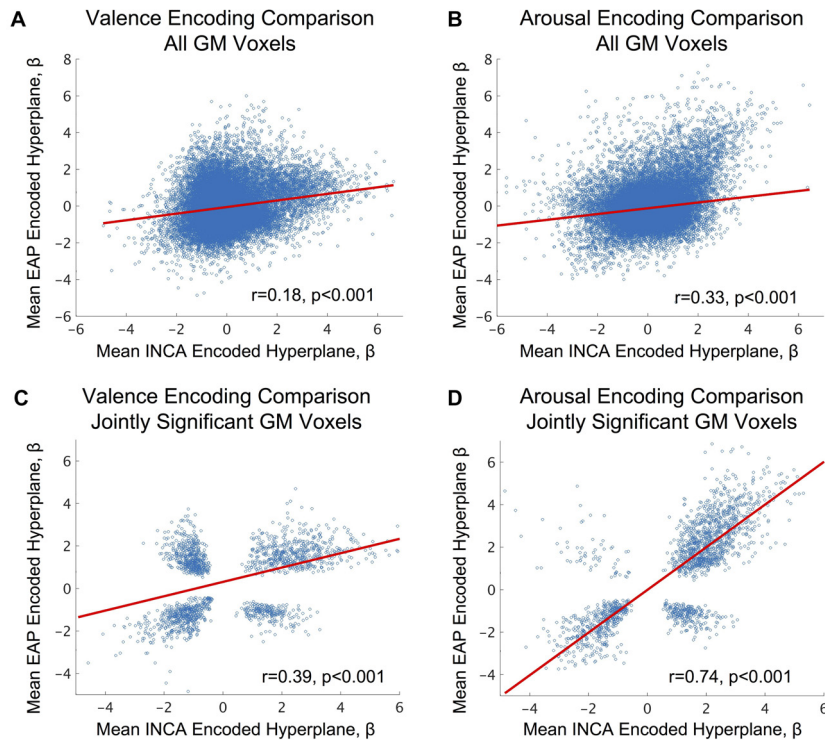 A
Valence Encoding Comparison
All GM Voxels
Mean EAP Encoded Hyperplane, β
8
6
4
2
0
−2
−4
−6
r=0.18, p<0.001
−6 −4 −2 0 2 4 6
Mean INCA Encoded Hyperplane, β
B
Arousal Encoding Comparison
All GM Voxels
Mean EAP Encoded Hyperplane β
8
6
4
2
0
−2
−4
−6
r=0.33, p<0.001
−6 −4 −2 0 2 4 6
Mean INCA Encoded Hyperplane, β
C
Valence Encoding Comparison
Jointly Significant GM Voxels
Mean EAP Encoded Hyperplane, β
6
4
2
0
−2
−4
r=0.39, p<0.001
−6 −4 −2 0 2 4 6
Mean INCA Encoded Hyperplane, β
D
Arousal Encoding Comparison
Jointly Significant GM Voxels
Mean EAP Encoded Hyperplane β
6
4
2
0
−2
−4
r=0.74, p<0.001
−4 −2 0 2 4 6
Mean INCA Encoded Hyperplane, β